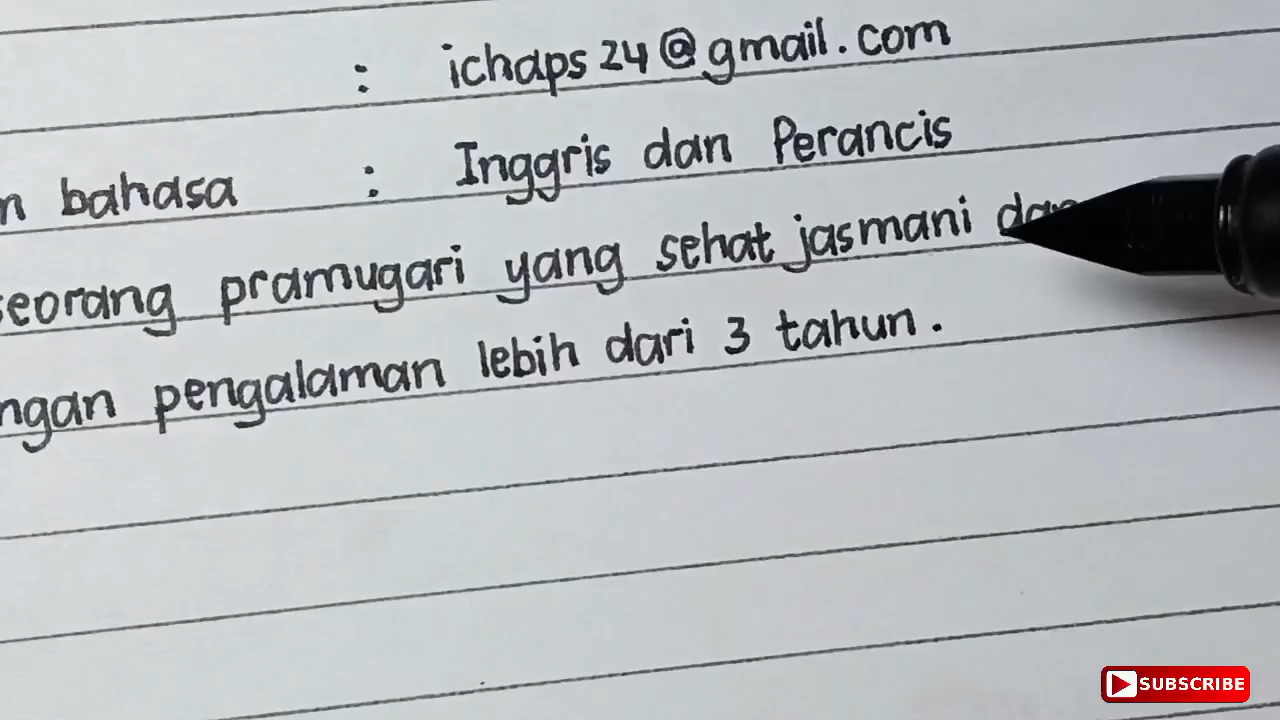 : ichaps24@gmail.com
n bahasa : Inggris dan Perancis
seorang pramugari yang sehat jasmani dan
ngan pengalaman lebih dari 3 tahun.
SUBSCRIBE